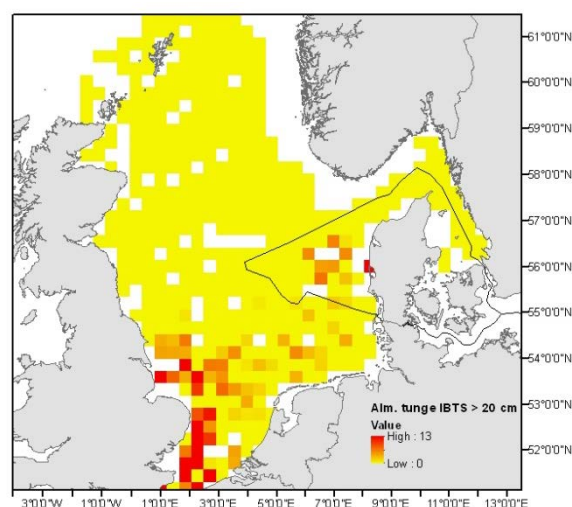 61°0'0"N
60°0'0"N
59°0'0"N
58°0'0"N
57°0'0"N
56°0'0"N
55°0'0"N
54°0'0"N
53°0'0"N
52°0'0"N
Alm. tunge IBTS > 20 cm
Value
High : 13
Low : 0
3°0'0"W 1°0'0"W 1°0'0"E 3°0'0"E 5°0'0"E 7°0'0"E 9°0'0"E 11°0'0"E 13°0'0"E